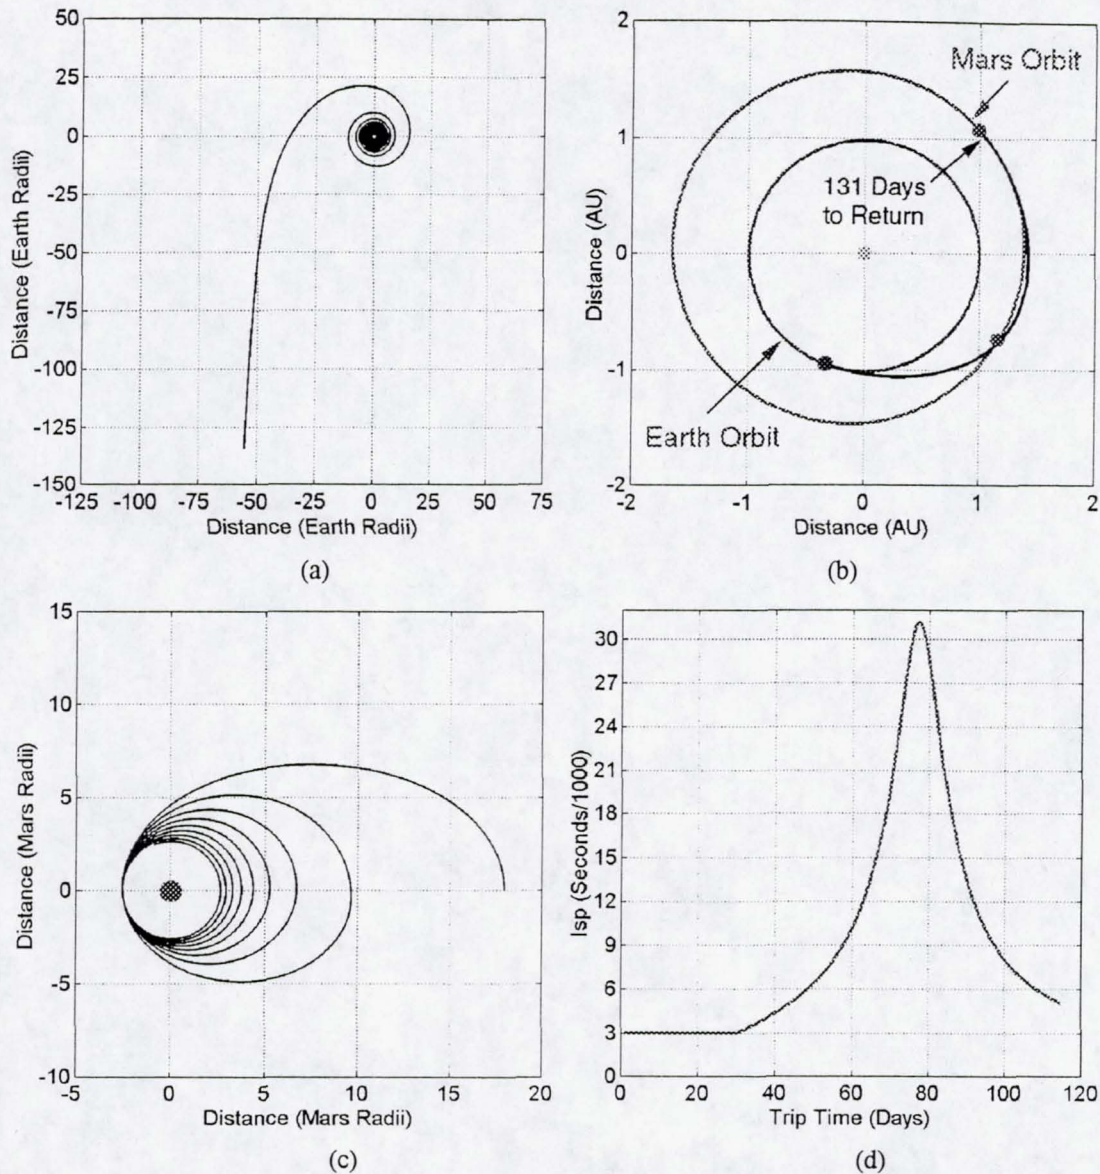 50
25
0
-25
-50
-75
-100
-125
-150
Distance (Earth Radii)
-125 -100 -75 -50 -25 0 25 50 75
Distance (Earth Radii)
(a)
2
1
0
-1
-2
Distance (AU)
Mars Orbit
131 Days
to Return
Earth Orbit
-2 -1 0 1 2
Distance (AU)
(b)
15
10
5
0
-5
-10
Distance (Mars Radii)
-5 0 5 10 15 20
Distance (Mars Radii)
(c)
30
27
24
21
18
15
12
9
6
3
Isp (Seconds/1000)
0 20 40 60 80 100 120
Trip Time (Days)
(d)